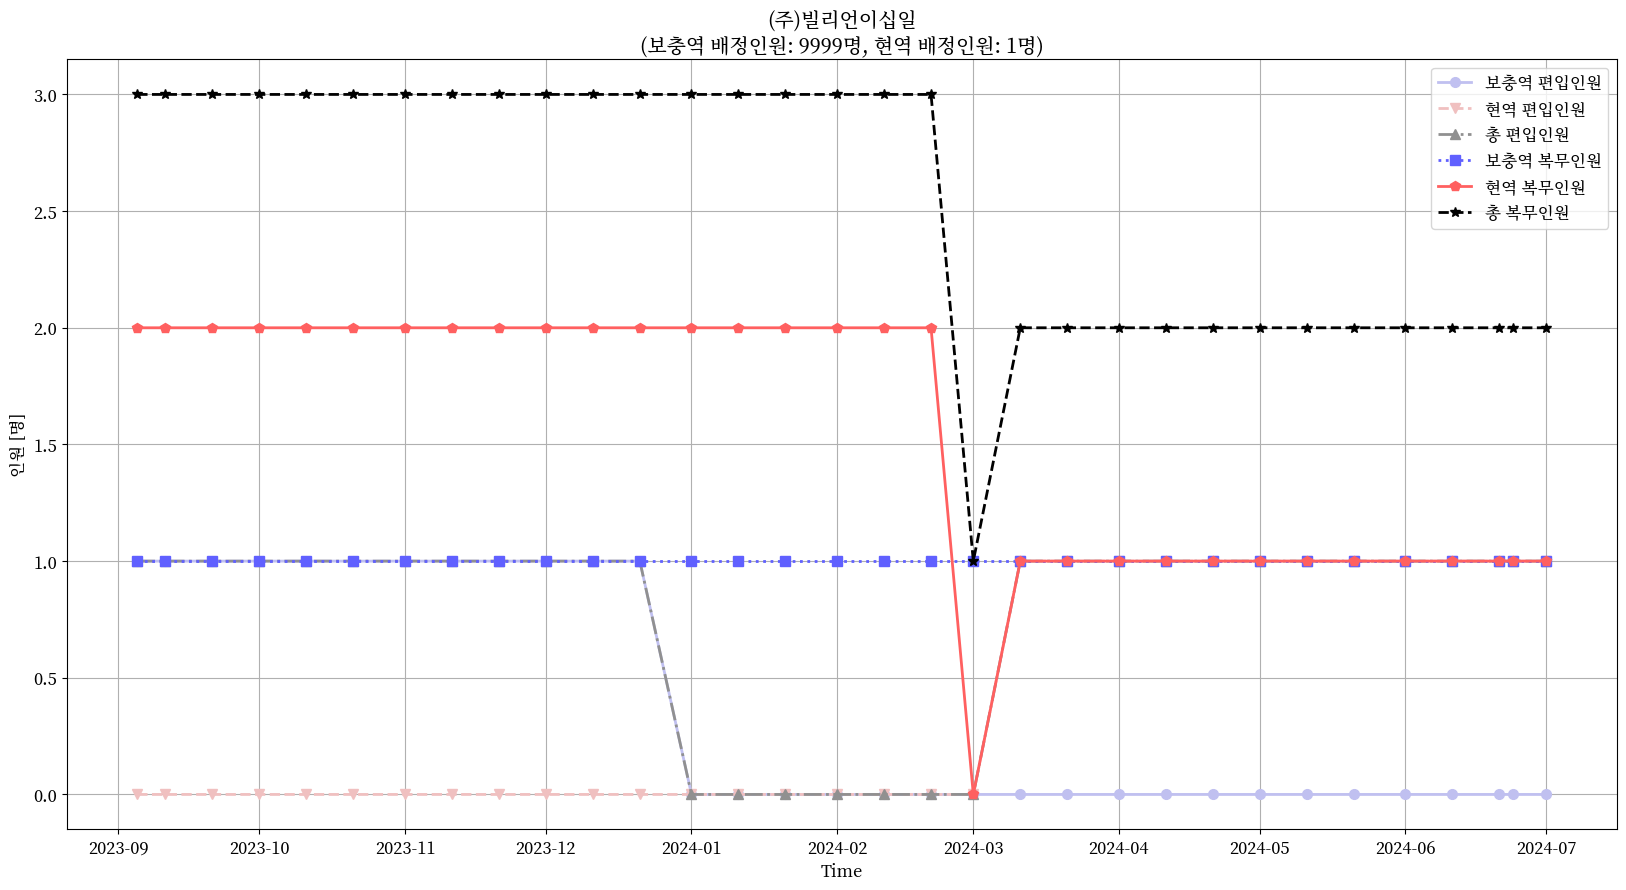 (주)빌리언이십일
(보충역 배정인원: 9999명, 현역 배정인원: 1명)
보충역 편입인원
현역 편입인원
총 편입인원
보충역 복무인원
현역 복무인원
총 복무인원
3.0
2.5
2.0
1.5
1.0
0.5
0.0
인원 [명]
2023-09
2023-10
2023-11
2023-12
2024-01
2024-02
2024-03
2024-04
2024-05
2024-06
2024-07
Time